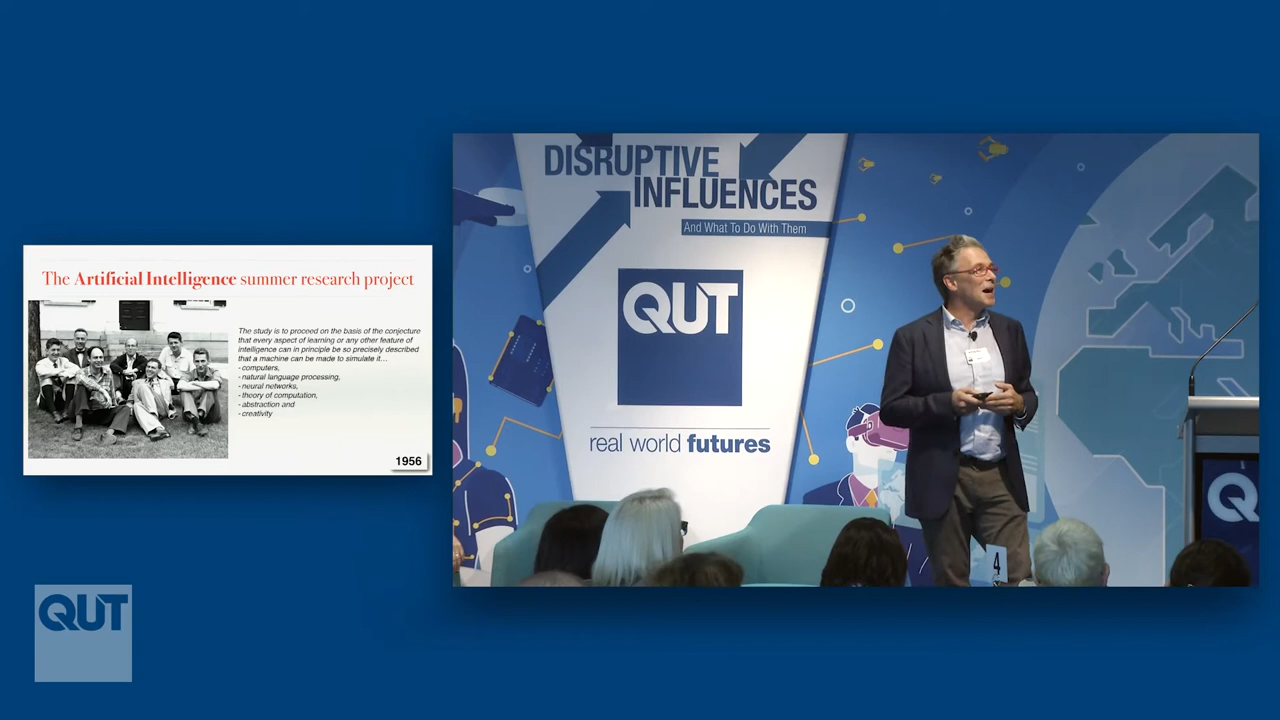 The Artificial Intelligence summer research project
The study is to proceed on the basis of the conjecture
that every aspect of learning or any other feature of
intelligence can in principle be so precisely described
that a machine can be made to simulate it…
- computers,
- natural language processing,
- neural networks,
- theory of computation,
- abstraction and
- creativity
1956
QUT
DISRUPTIVE
INFLUENCES
And What To Do With Them
QUT
real world futures
4
QUT